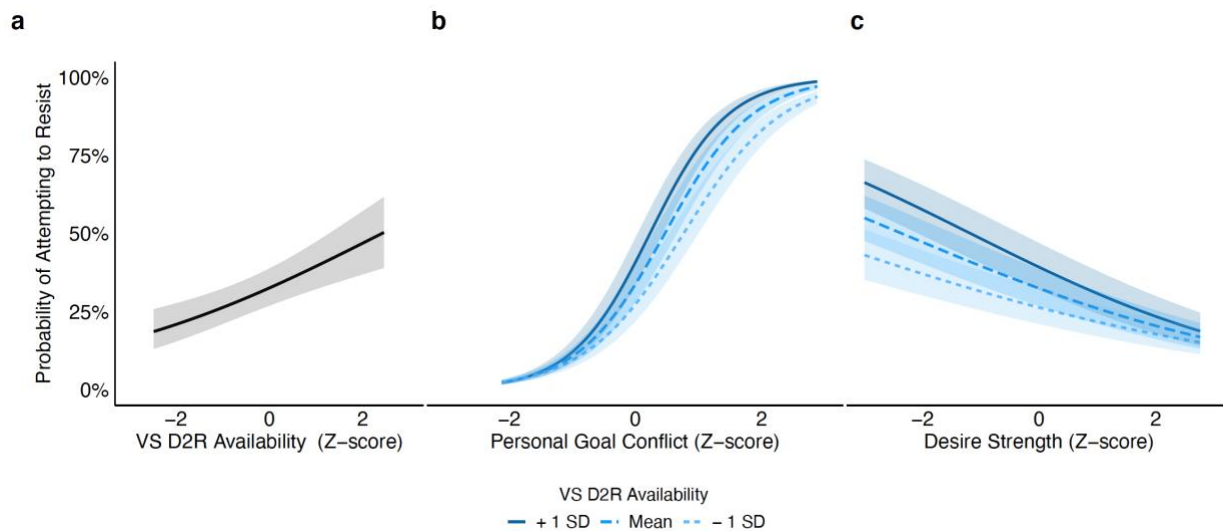 a
b
c
Probability of Attempting to Resist
100%
75%
50%
25%
0%
−2 0 2
VS D2R Availability (Z−score)
−2 0 2
Personal Goal Conflict (Z−score)
−2 0 2
Desire Strength (Z−score)
VS D2R Availability
+ 1 SD Mean − 1 SD